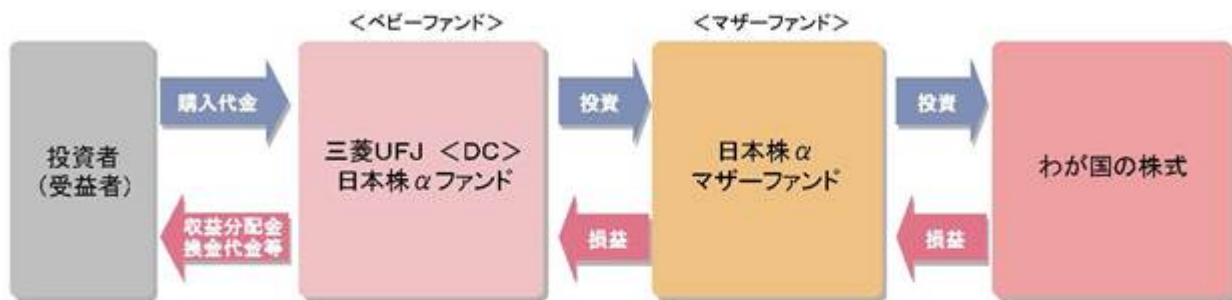 ＜ベビーファンド＞
＜マザーファンド＞
投資者
（受益者）
購入代金
収益分配金
換金代金等
三菱UFJ ＜DC＞
日本株αファンド
投資
損益
日本株α
マザーファンド
投資
損益
わが国の株式